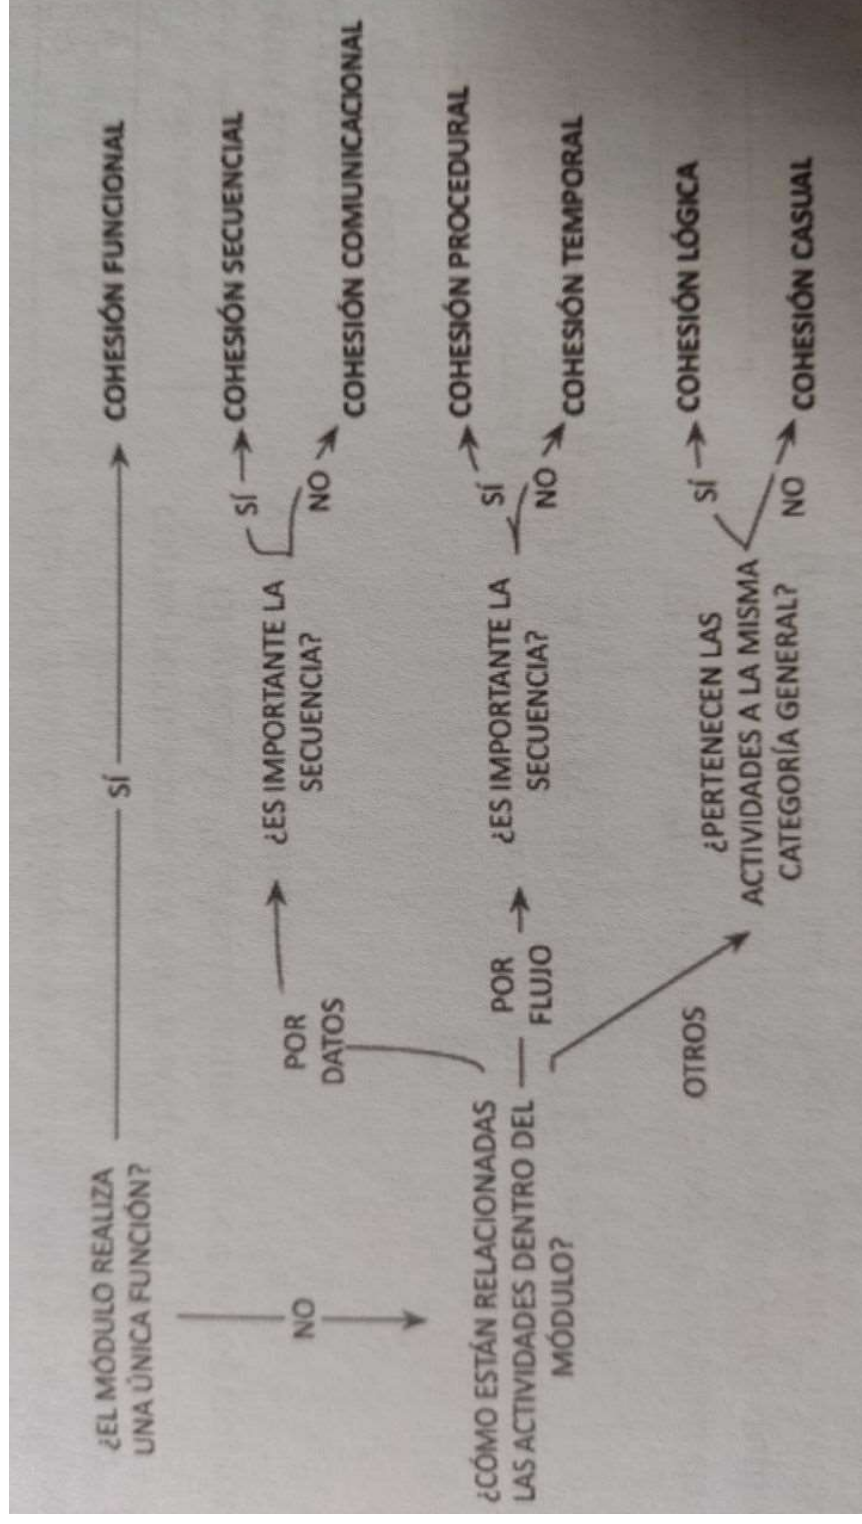 ¿EL MÓDULO REALIZA
UNA ÚNICA FUNCIÓN?
SÍ
COHESIÓN FUNCIONAL
NO
POR
DATOS
¿ES IMPORTANTE LA
SECUENCIA?
SÍ
COHESIÓN SECUENCIAL
NO
COHESIÓN COMUNICACIONAL
¿CÓMO ESTÁN RELACIONADAS
LAS ACTIVIDADES DENTRO DEL
MÓDULO?
POR
FLUJO
¿ES IMPORTANTE LA
SECUENCIA?
SÍ
COHESIÓN PROCEDURAL
NO
COHESIÓN TEMPORAL
OTROS
¿PERTENECEN LAS
ACTIVIDADES A LA MISMA
CATEGORÍA GENERAL?
SÍ
COHESIÓN LÓGICA
NO
COHESIÓN CASUAL